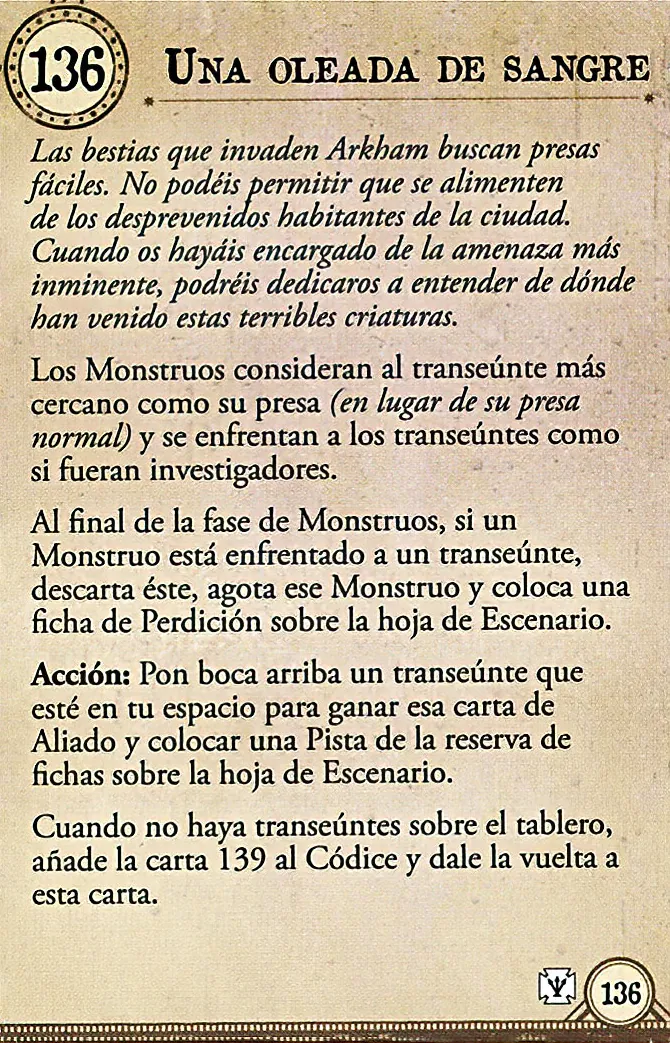 136
Una oleada de sangre
Las bestias que invaden Arkham buscan presas
fáciles. No podéis permitir que se alimenten
de los desprevenidos habitantes de la ciudad.
Cuando os hayáis encargado de la amenaza más
inminente, podréis dedicaros a entender de dónde
han venido estas terribles criaturas.
Los Monstruos consideran al transeúnte más
cercano como su presa (en lugar de su presa
normal) y se enfrentan a los transeúntes como
si fueran investigadores.
Al final de la fase de Monstruos, si un
Monstruo está enfrentado a un transeúnte,
descarta éste, agota ese Monstruo y coloca una
ficha de Perdición sobre la hoja de Escenario.
Acción: Pon boca arriba un transeúnte que
esté en tu espacio para ganar esa carta de
Aliado y colocar una Pista de la reserva de
fichas sobre la hoja de Escenario.
Cuando no haya transeúntes sobre el tablero,
añade la carta 139 al Códice y dale la vuelta a
esta carta.
136